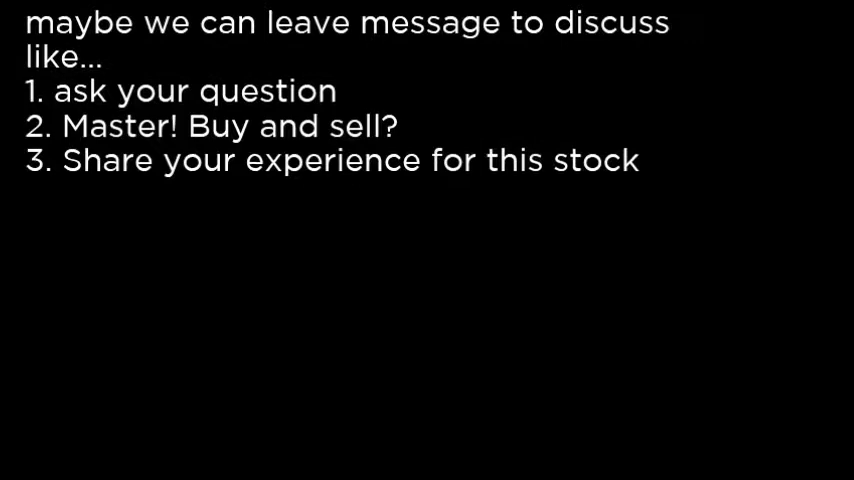 maybe we can leave message to discuss
like...
1. ask your question
2. Master! Buy and sell?
3. Share your experience for this stock